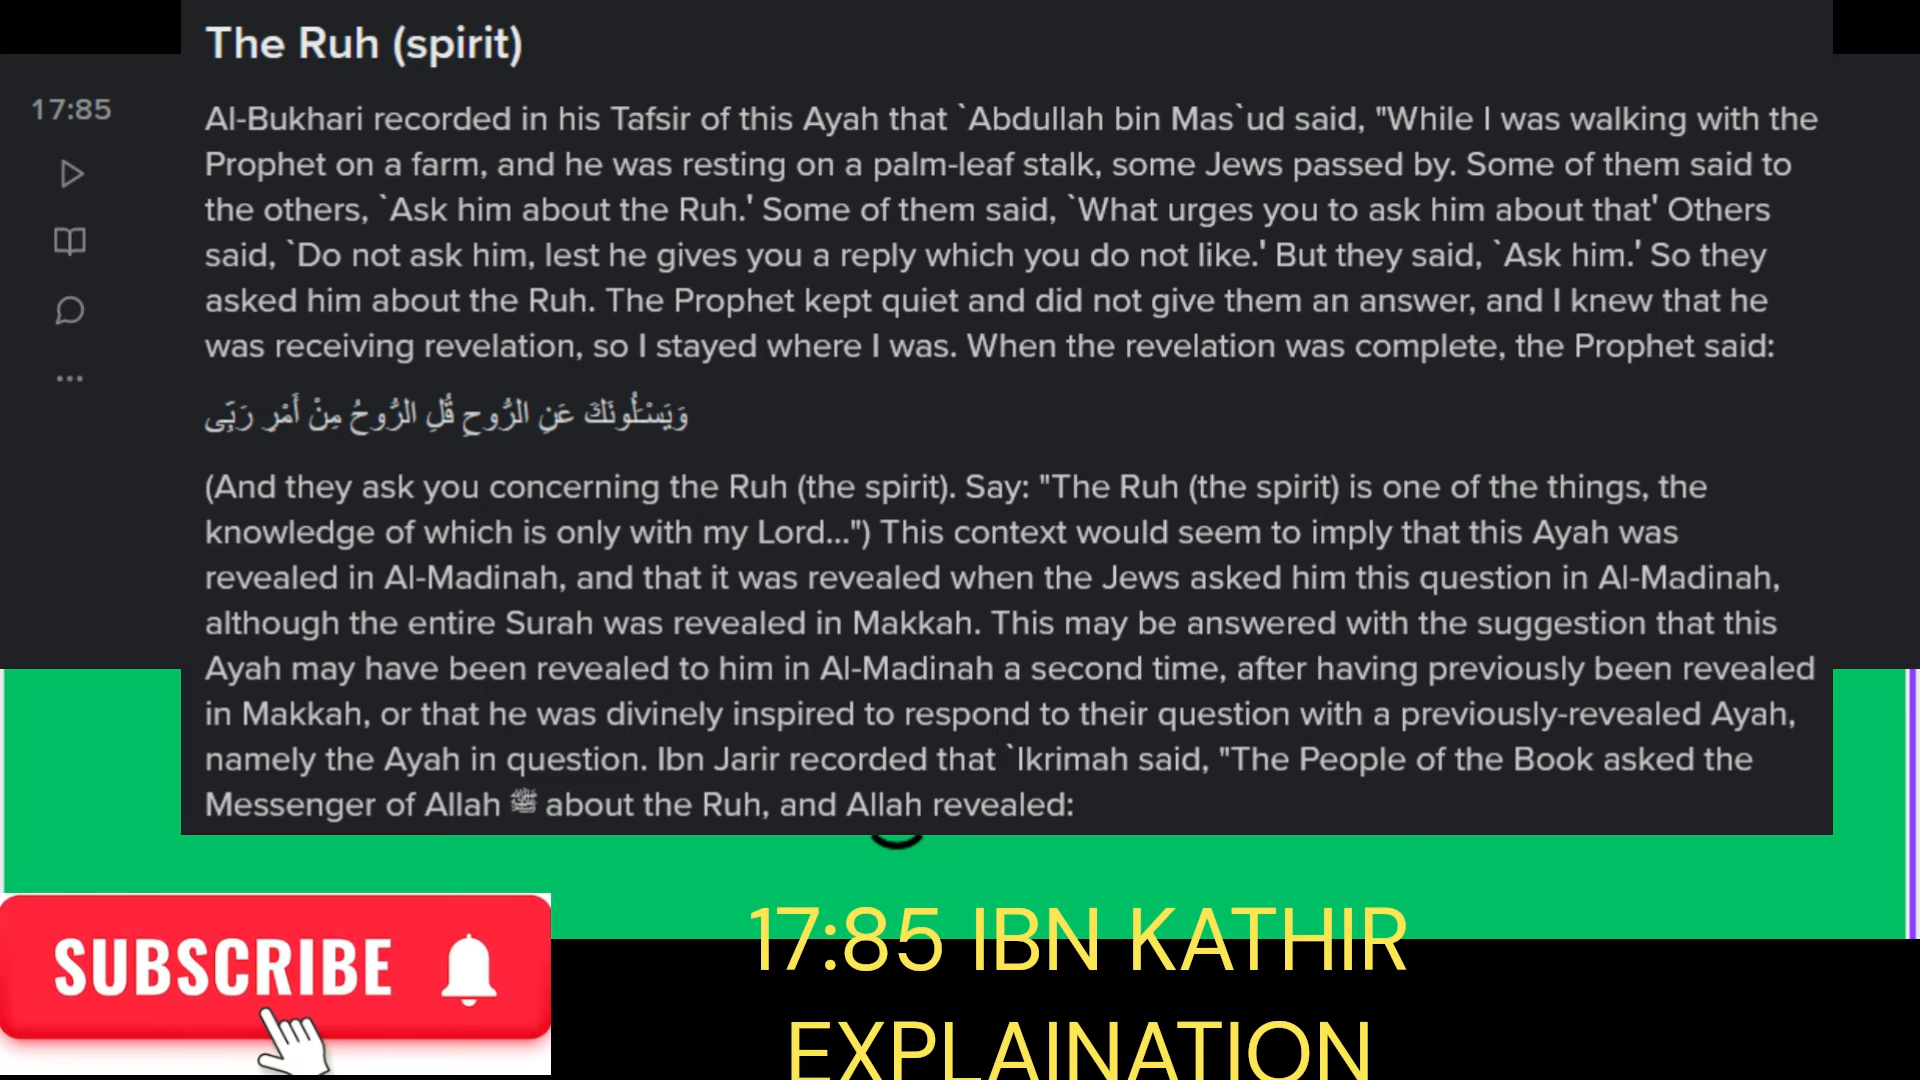 The Ruh (spirit)
17:85
Al-Bukhari recorded in his Tafsir of this Ayah that `Abdullah bin Mas`ud said, "While I was walking with the
Prophet on a farm, and he was resting on a palm-leaf stalk, some Jews passed by. Some of them said to
the others, `Ask him about the Ruh.' Some of them said, `What urges you to ask him about that' Others
said, `Do not ask him, lest he gives you a reply which you do not like.' But they said, `Ask him.' So they
asked him about the Ruh. The Prophet kept quiet and did not give them an answer, and I knew that he
was receiving revelation, so I stayed where I was. When the revelation was complete, the Prophet said:
وَيَسْـَٔلُونَكَ عَنِ الرُّوحِ قُلِ الرُّوحُ مِنْ أَمْرِ رَبِّى
(And they ask you concerning the Ruh (the spirit). Say: "The Ruh (the spirit) is one of the things, the
knowledge of which is only with my Lord...") This context would seem to imply that this Ayah was
revealed in Al-Madinah, and that it was revealed when the Jews asked him this question in Al-Madinah,
although the entire Surah was revealed in Makkah. This may be answered with the suggestion that this
Ayah may have been revealed to him in Al-Madinah a second time, after having previously been revealed
in Makkah, or that he was divinely inspired to respond to their question with a previously-revealed Ayah,
namely the Ayah in question. Ibn Jarir recorded that `Ikrimah said, "The People of the Book asked the
Messenger of Allah ﷺ about the Ruh, and Allah revealed:
SUBSCRIBE
17:85 IBN KATHIR
EXPLAINATION